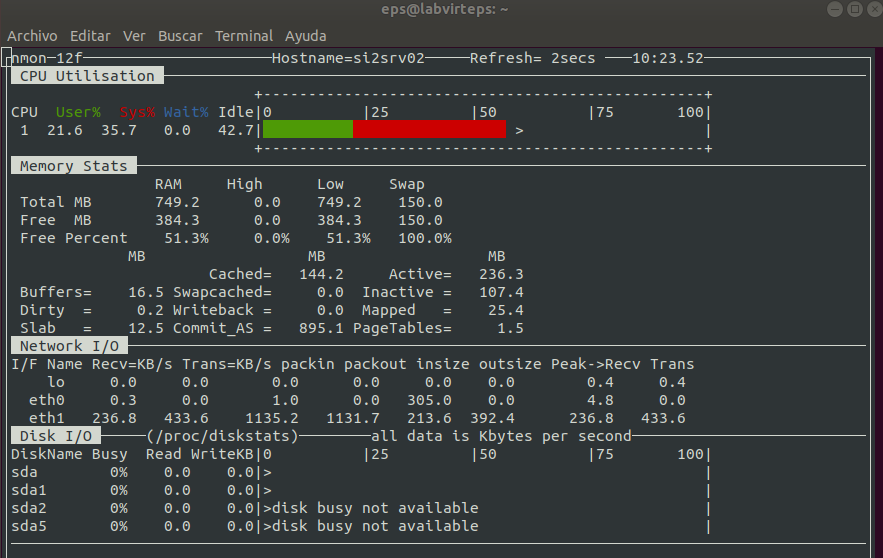 eps@labvirteps: ~
Archivo Editar Ver Buscar Terminal Ayuda
nmon 12f Hostname=si2srv02 Refresh= 2secs 10:23.52
CPU Utilisation
+-------------------------------------------------+
CPU User% Sys% Wait% Idle|0 |25 |50 |75 100|
1 21.6 35.7 0.0 42.7| > |
+-------------------------------------------------+
Memory Stats
RAM High Low Swap
Total MB 749.2 0.0 749.2 150.0
Free MB 384.3 0.0 384.3 150.0
Free Percent 51.3% 0.0% 51.3% 100.0%
MB MB MB
Cached= 144.2 Active= 236.3
Buffers= 16.5 Swapcached= 0.0 Inactive = 107.4
Dirty = 0.2 Writeback = 0.0 Mapped = 25.4
Slab = 12.5 Commit_AS = 895.1 PageTables= 1.5
Network I/O
I/F Name Recv=KB/s Trans=KB/s packin packout insize outsize Peak->Recv Trans
lo 0.0 0.0 0.0 0.0 0.0 0.0 0.4 0.4
eth0 0.3 0.0 1.0 0.0 305.0 0.0 4.8 0.0
eth1 236.8 433.6 1135.2 1131.7 213.6 392.4 236.8 433.6
Disk I/O (/proc/diskstats) all data is Kbytes per second
DiskName Busy Read WriteKB|0 |25 |50 |75 100|
sda 0% 0.0 0.0|> |
sda1 0% 0.0 0.0|> |
sda2 0% 0.0 0.0|>disk busy not available |
sda5 0% 0.0 0.0|>disk busy not available |